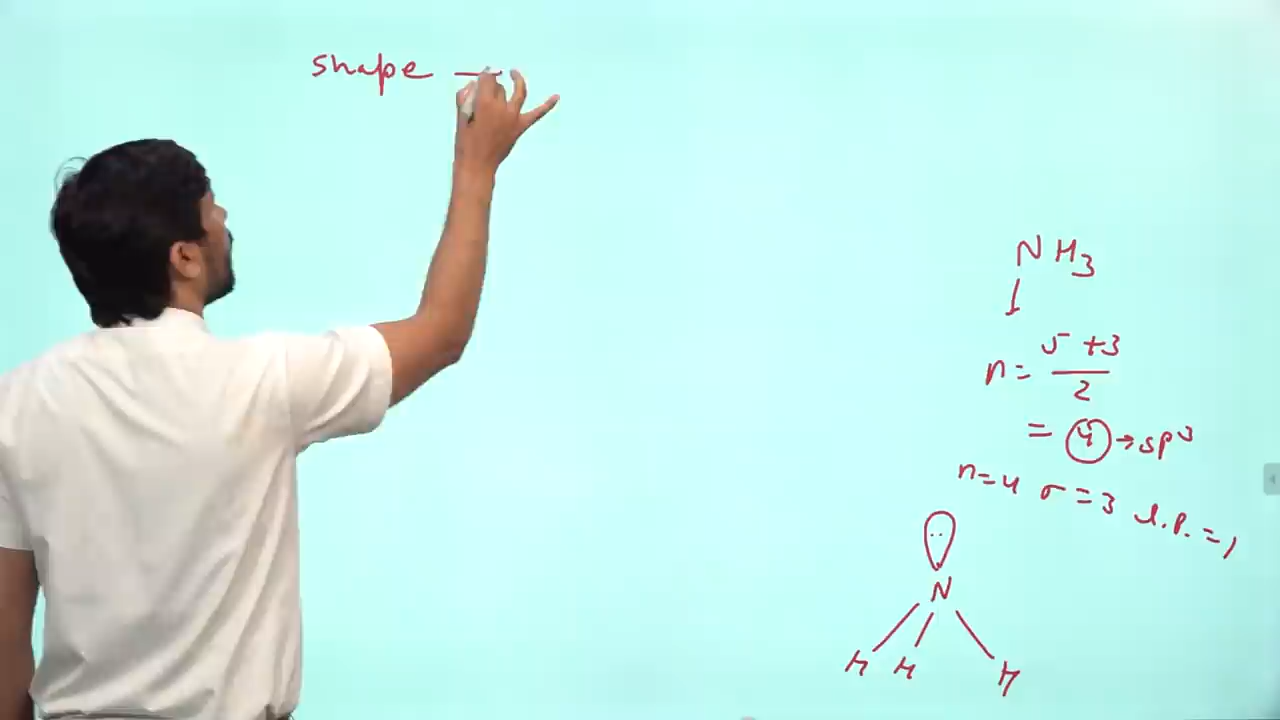 shape —
NH3
n = 5 + 3
2
= 4 → sp3
n=4 σ=3 l.p.=1
N
H H H